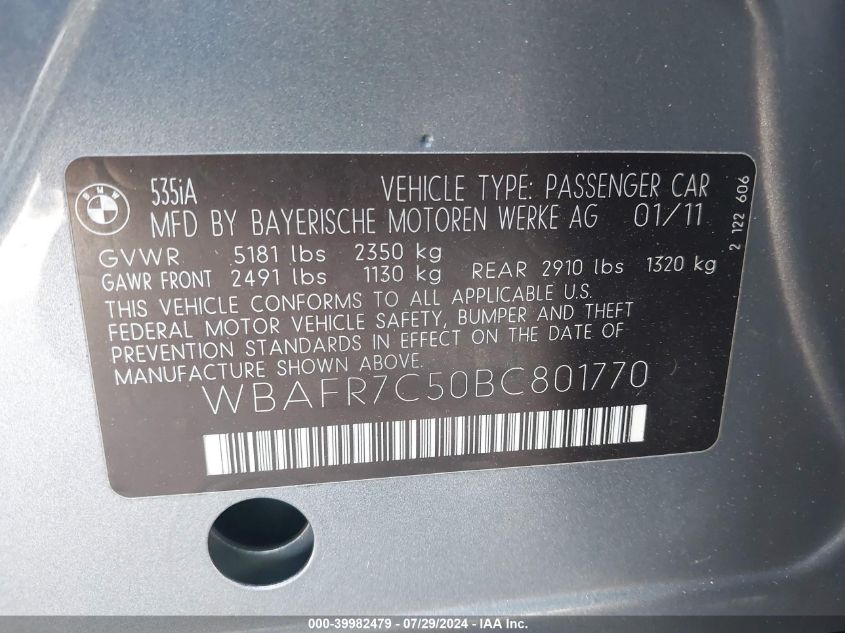 BMW
535iA VEHICLE TYPE: PASSENGER CAR
MFD BY BAYERISCHE MOTOREN WERKE AG 01/11
GVWR 5181 lbs 2350 kg
GAWR FRONT 2491 lbs 1130 kg REAR 2910 lbs 1320 kg
THIS VEHICLE CONFORMS TO ALL APPLICABLE U.S.
FEDERAL MOTOR VEHICLE SAFETY, BUMPER AND THEFT
PREVENTION STANDARDS IN EFFECT ON THE DATE OF
MANUFACTURE SHOWN ABOVE.
WBAFR7C50BC801770
2 122 606
000-39982479 - 07/29/2024 - IAA Inc.